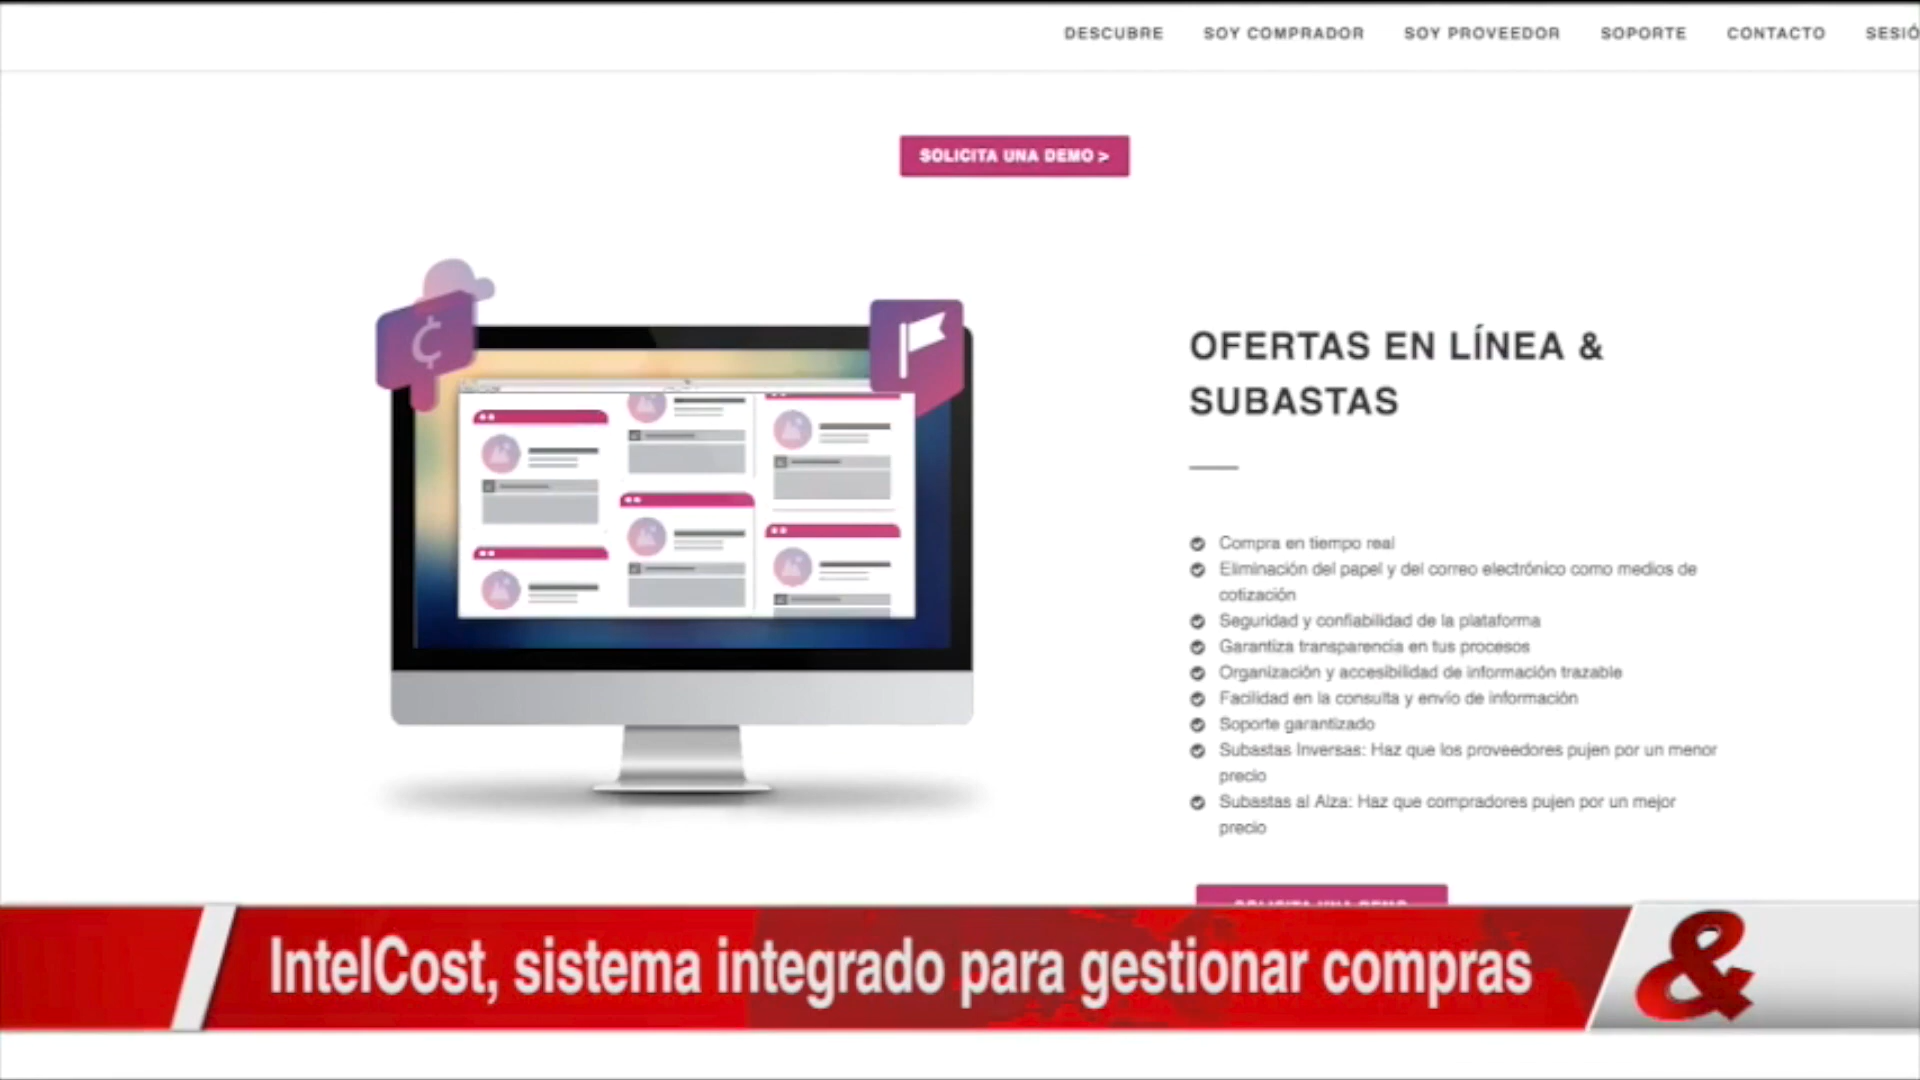 DESCUBRE SOY COMPRADOR SOY PROVEEDOR SOPORTE CONTACTO SESIÓ
SOLICITA UNA DEMO >
OFERTAS EN LÍNEA &
SUBASTAS
Compra en tiempo real
Eliminación del papel y del correo electrónico como medios de
cotización
Seguridad y confiabilidad de la plataforma
Garantiza transparencia en tus procesos
Organización y accesibilidad de información trazable
Facilidad en la consulta y envío de información
Soporte garantizado
Subastas Inversas: Haz que los proveedores pujen por un menor
precio
Subastas al Alza: Haz que compradores pujen por un mejor
precio
IntelCost, sistema integrado para gestionar compras
&